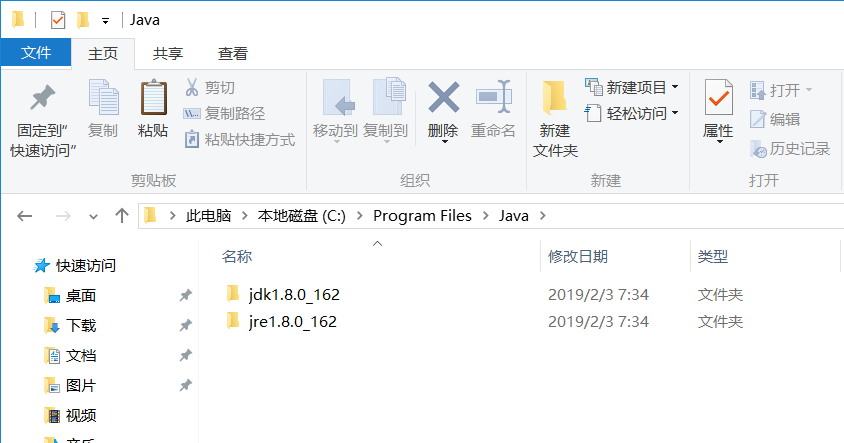 Java
文件 主页 共享 查看
固定到"快速访问"
复制
粘贴
剪切
复制路径
粘贴快捷方式
剪贴板
移动到
复制到
删除
重命名
组织
新建
文件夹
新建项目
轻松访问
新建
属性
打开
编辑
历史记录
打开
此电脑 本地磁盘 (C:) Program Files Java
名称 修改日期 类型
快速访问
桌面
下载
文档
图片
视频
音乐
jdk1.8.0_162 2019/2/3 7:34 文件夹
jre1.8.0_162 2019/2/3 7:34 文件夹